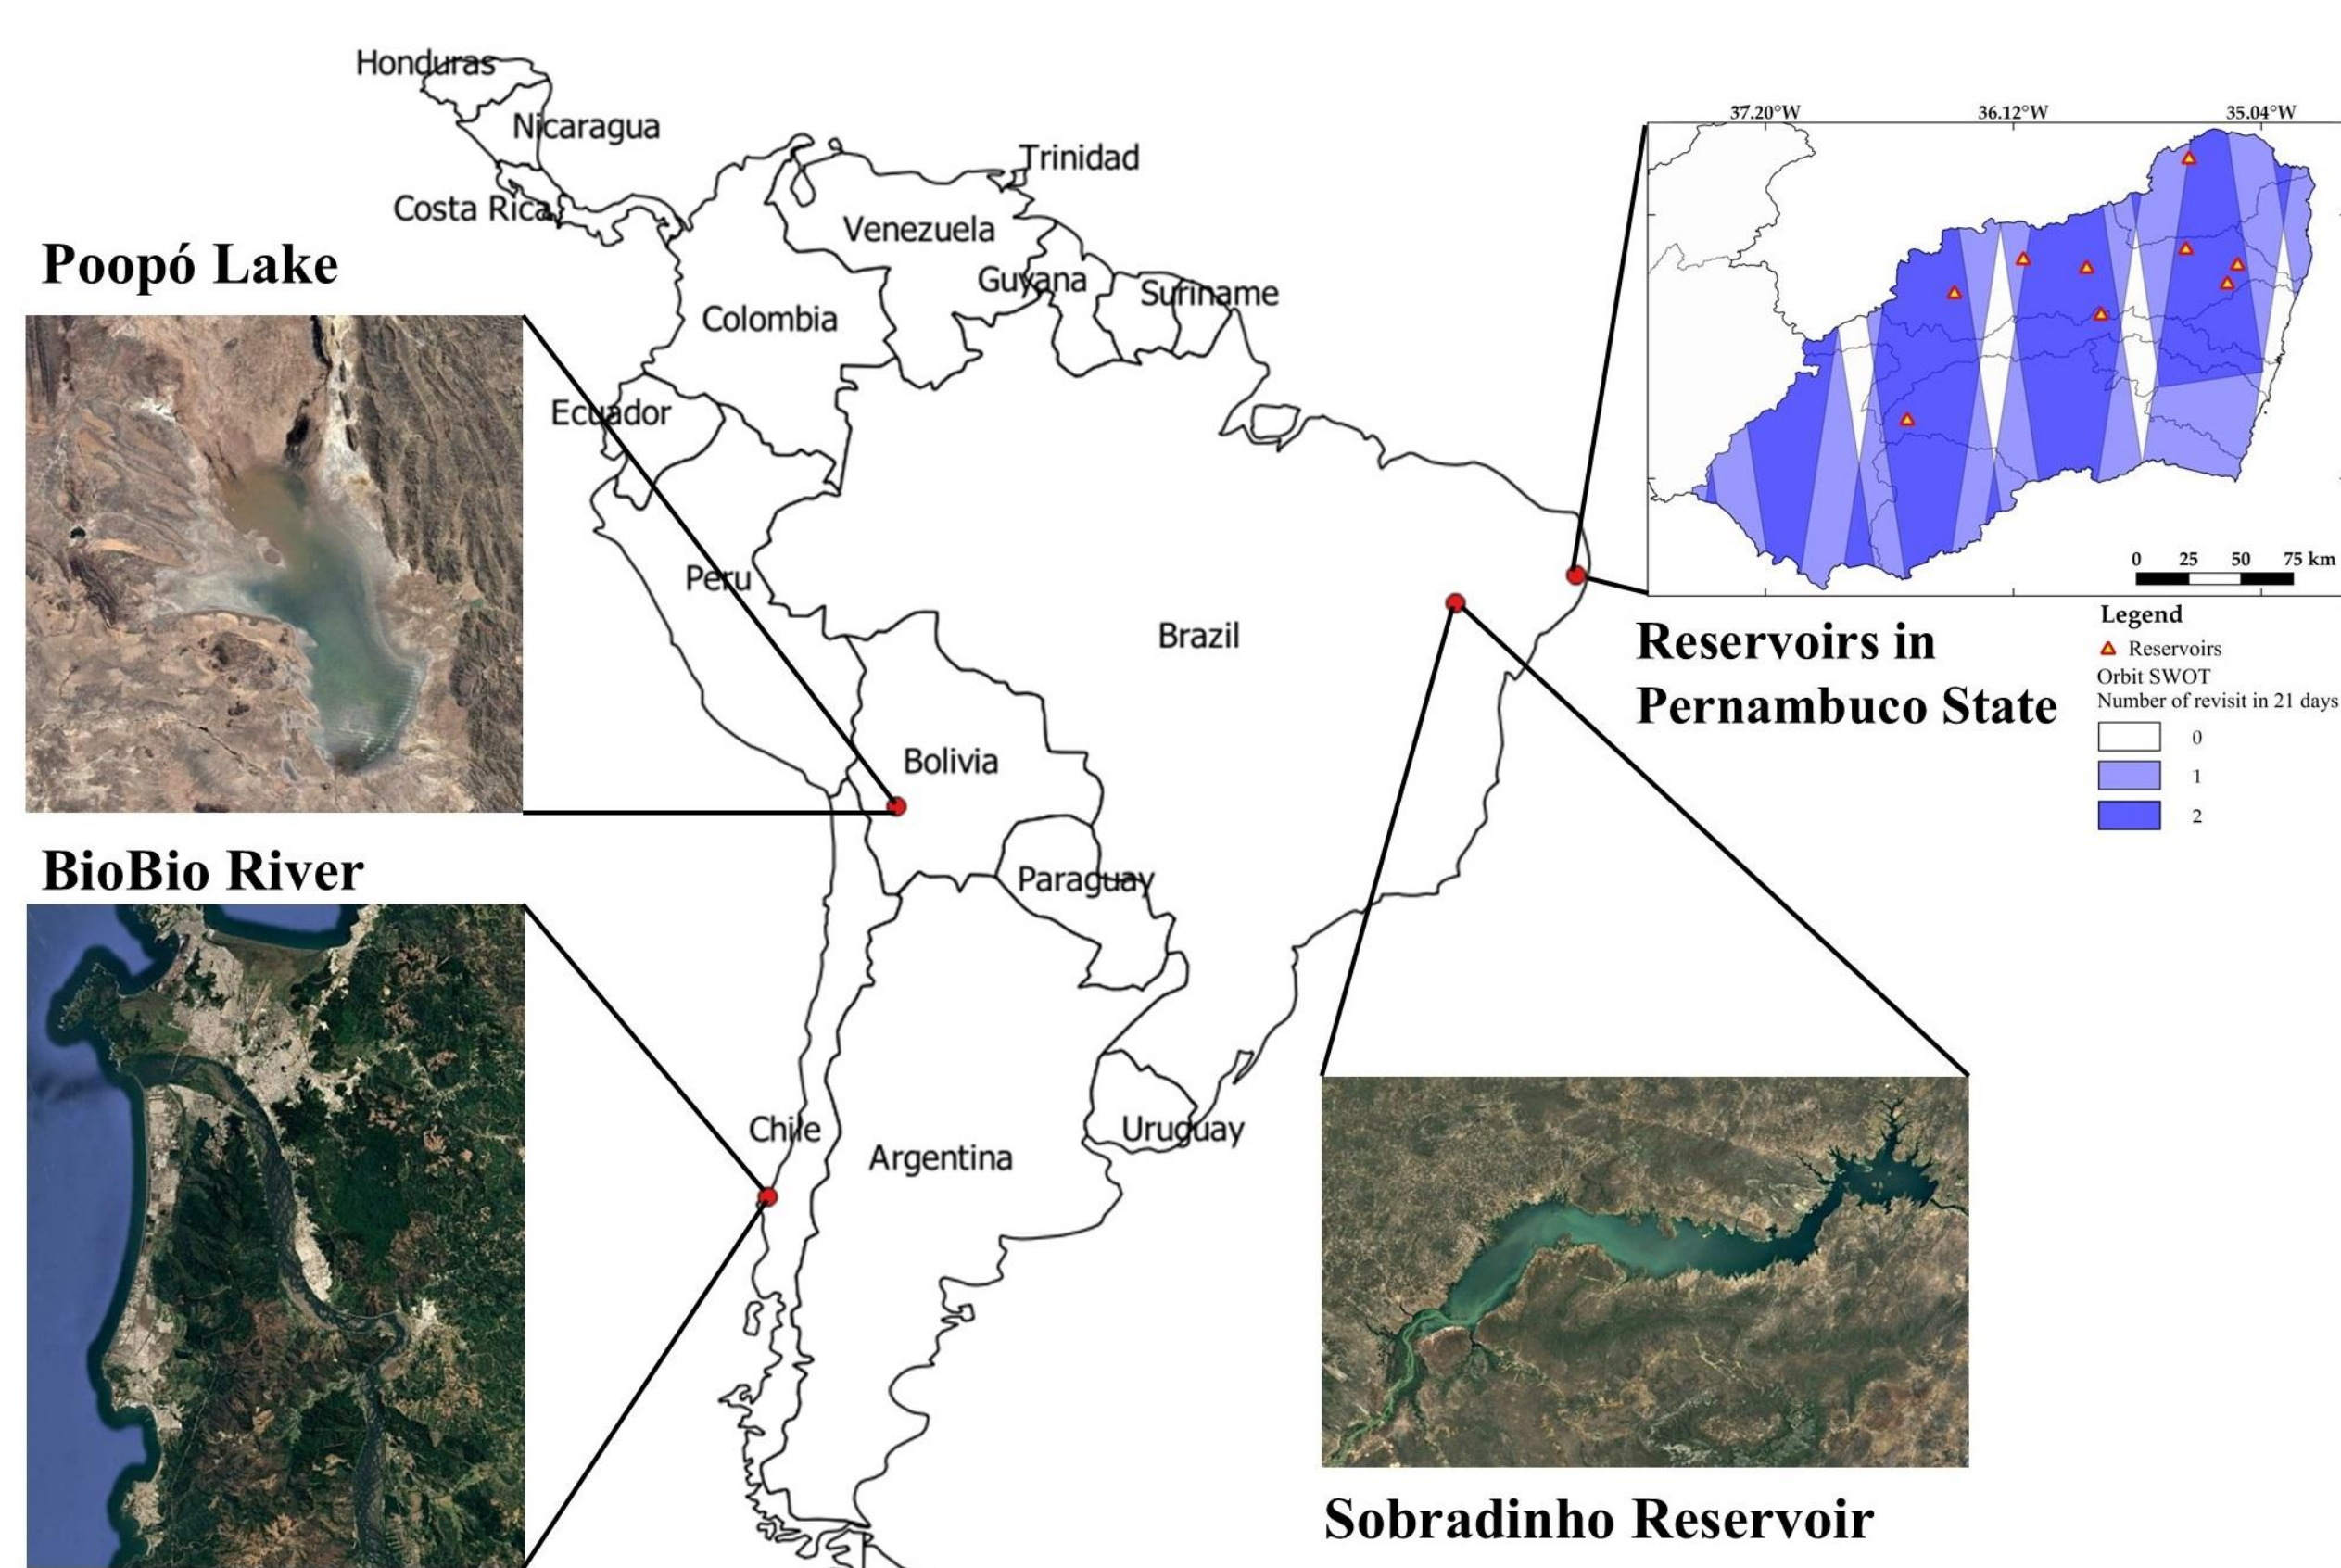 Honduras
Nicaragua
Costa Rica
Trinidad
Venezuela
Guyana
Suriname
Colombia
Ecuador
Peru
Brazil
Bolivia
Paraguay
Chile
Argentina
Uruguay
Poopó Lake
BioBio River
37.20°W 36.12°W 35.04°W
0 25 50 75 km
Reservoirs in
Pernambuco State
Legend
Reservoirs
Orbit SWOT
Number of revisit in 21 days
0
1
2
Sobradinho Reservoir